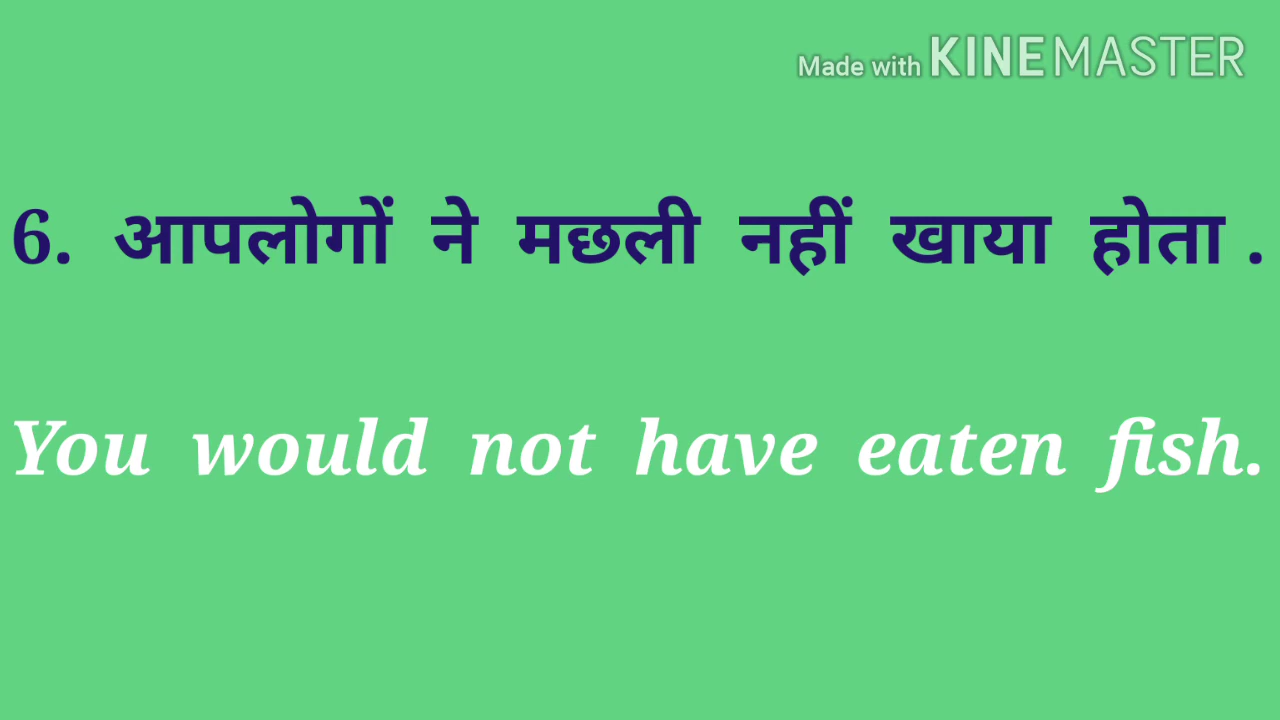 Made with KINEMASTER
6. आपलोगों ने मछली नहीं खाया होता .
You would not have eaten fish.